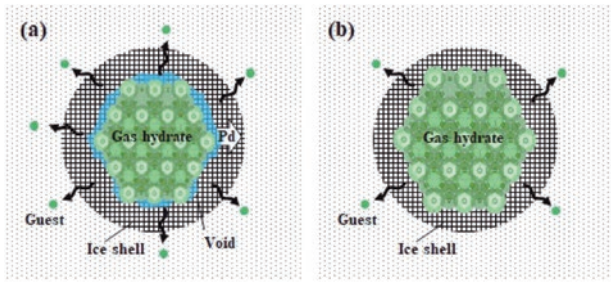 (a)
Gas hydrate
Pd
Guest
Ice shell
Void
(b)
Gas hydrate
Guest
Ice shell